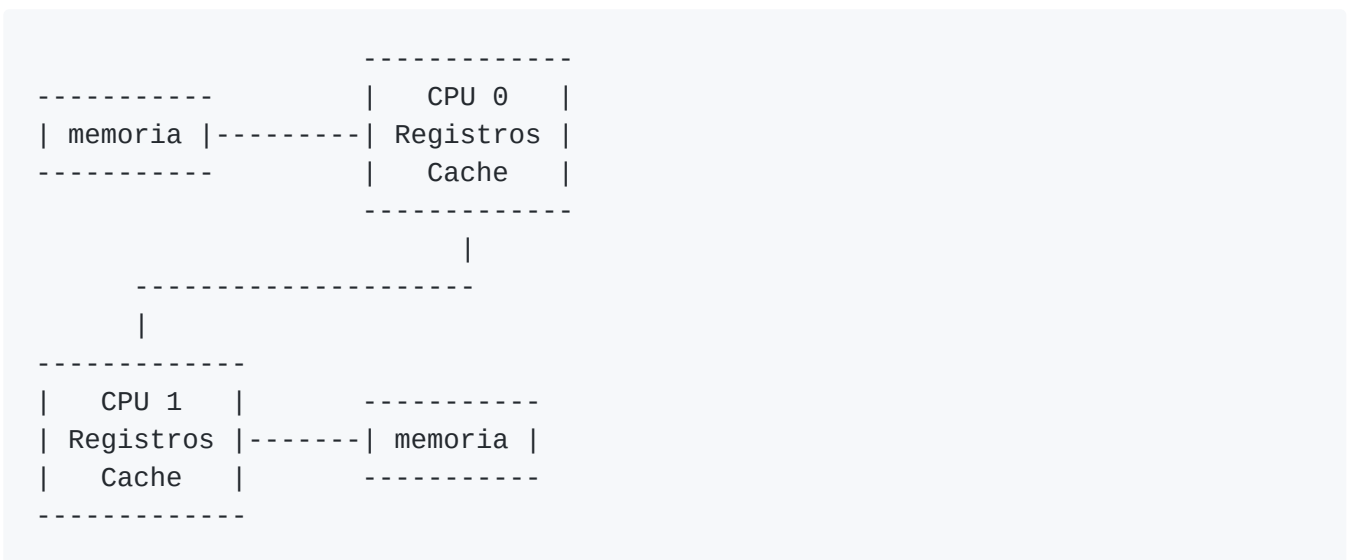 CPU 0
memoria Registros
Cache
CPU 1
Registros memoria
Cache